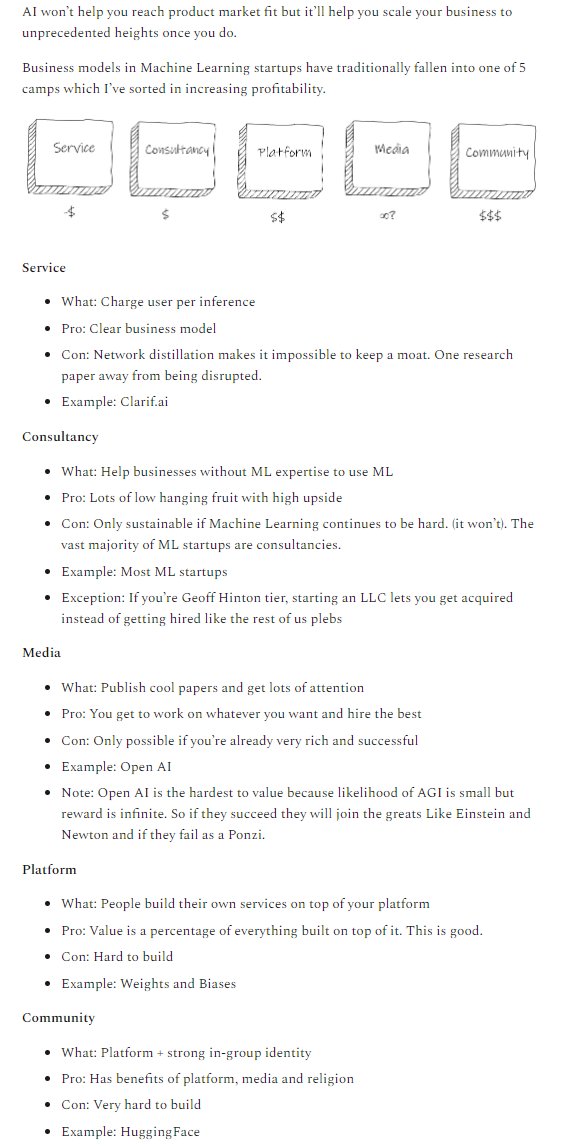 AI won't help you reach product market fit but it'll help you scale your business to
unprecedented heights once you do.
Business models in Machine Learning startups have traditionally fallen into one of 5
camps which I've sorted in increasing profitability.
Service Consultancy Platform Media Community
-$ $ $$ ∞? $$$
Service
• What: Charge user per inference
• Pro: Clear business model
• Con: Network distillation makes it impossible to keep a moat. One research
paper away from being disrupted.
• Example: Clarif.ai
Consultancy
• What: Help businesses without ML expertise to use ML
• Pro: Lots of low hanging fruit with high upside
• Con: Only sustainable if Machine Learning continues to be hard. (it won't). The
vast majority of ML startups are consultancies.
• Example: Most ML startups
• Exception: If you're Geoff Hinton tier, starting an LLC lets you get acquired
instead of getting hired like the rest of us plebs
Media
• What: Publish cool papers and get lots of attention
• Pro: You get to work on whatever you want and hire the best
• Con: Only possible if you're already very rich and successful
• Example: Open AI
• Note: Open AI is the hardest to value because likelihood of AGI is small but
reward is infinite. So if they succeed they will join the greats Like Einstein and
Newton and if they fail as a Ponzi.
Platform
• What: People build their own services on top of your platform
• Pro: Value is a percentage of everything built on top of it. This is good.
• Con: Hard to build
• Example: Weights and Biases
Community
• What: Platform + strong in-group identity
• Pro: Has benefits of platform, media and religion
• Con: Very hard to build
• Example: HuggingFace